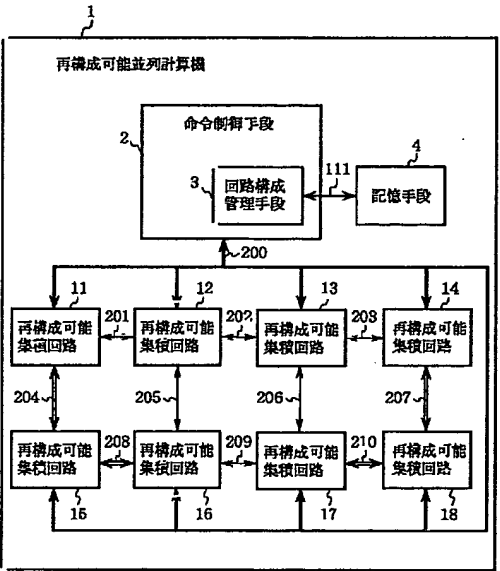 1
再構成可能並列計算機
命令制御手段
2
4
3
回路構成
管理手段
111
記憶手段
200
11
12
13
14
再構成可能
集積回路
201
再構成可能
集積回路
202
再構成可能
集積回路
203
再構成可能
集積回路
204
205
206
207
再構成可能
集積回路
208
再構成可能
集積回路
209
再構成可能
集積回路
210
再構成可能
集積回路
15
16
17
18